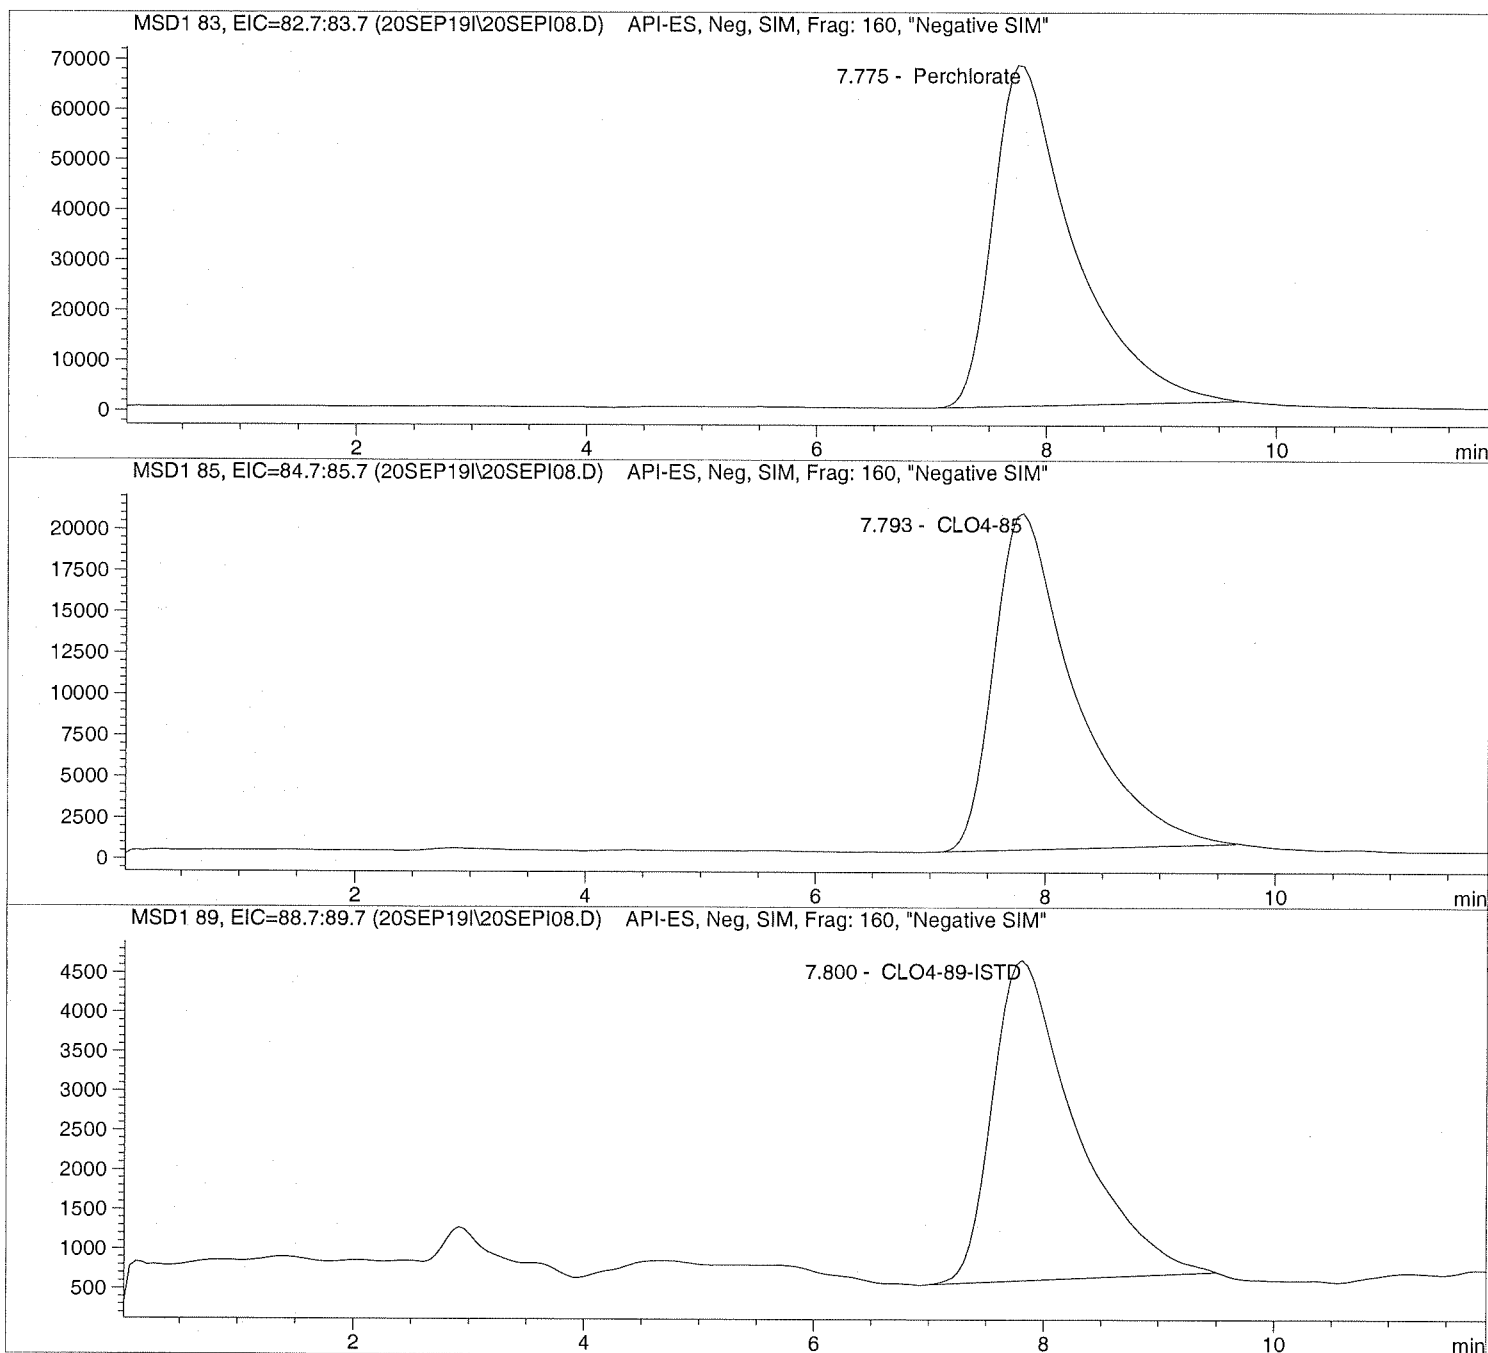 MSD1 83, EIC=82.7:83.7 (20SEP19I\20SEPI08.D) API-ES, Neg, SIM, Frag: 160, "Negative SIM"
70000
7.775 - Perchlorate
60000
50000
40000
30000
20000
10000
0
2 4 6 8 10 min
MSD1 85, EIC=84.7:85.7 (20SEP19I\20SEPI08.D) API-ES, Neg, SIM, Frag: 160, "Negative SIM"
20000
7.793 - CLO4-85
17500
15000
12500
10000
7500
5000
2500
0
2 4 6 8 10 min
MSD1 89, EIC=88.7:89.7 (20SEP19I\20SEPI08.D) API-ES, Neg, SIM, Frag: 160, "Negative SIM"
4500
7.800 - CLO4-89-ISTD
4000
3500
3000
2500
2000
1500
1000
500
2 4 6 8 10 min